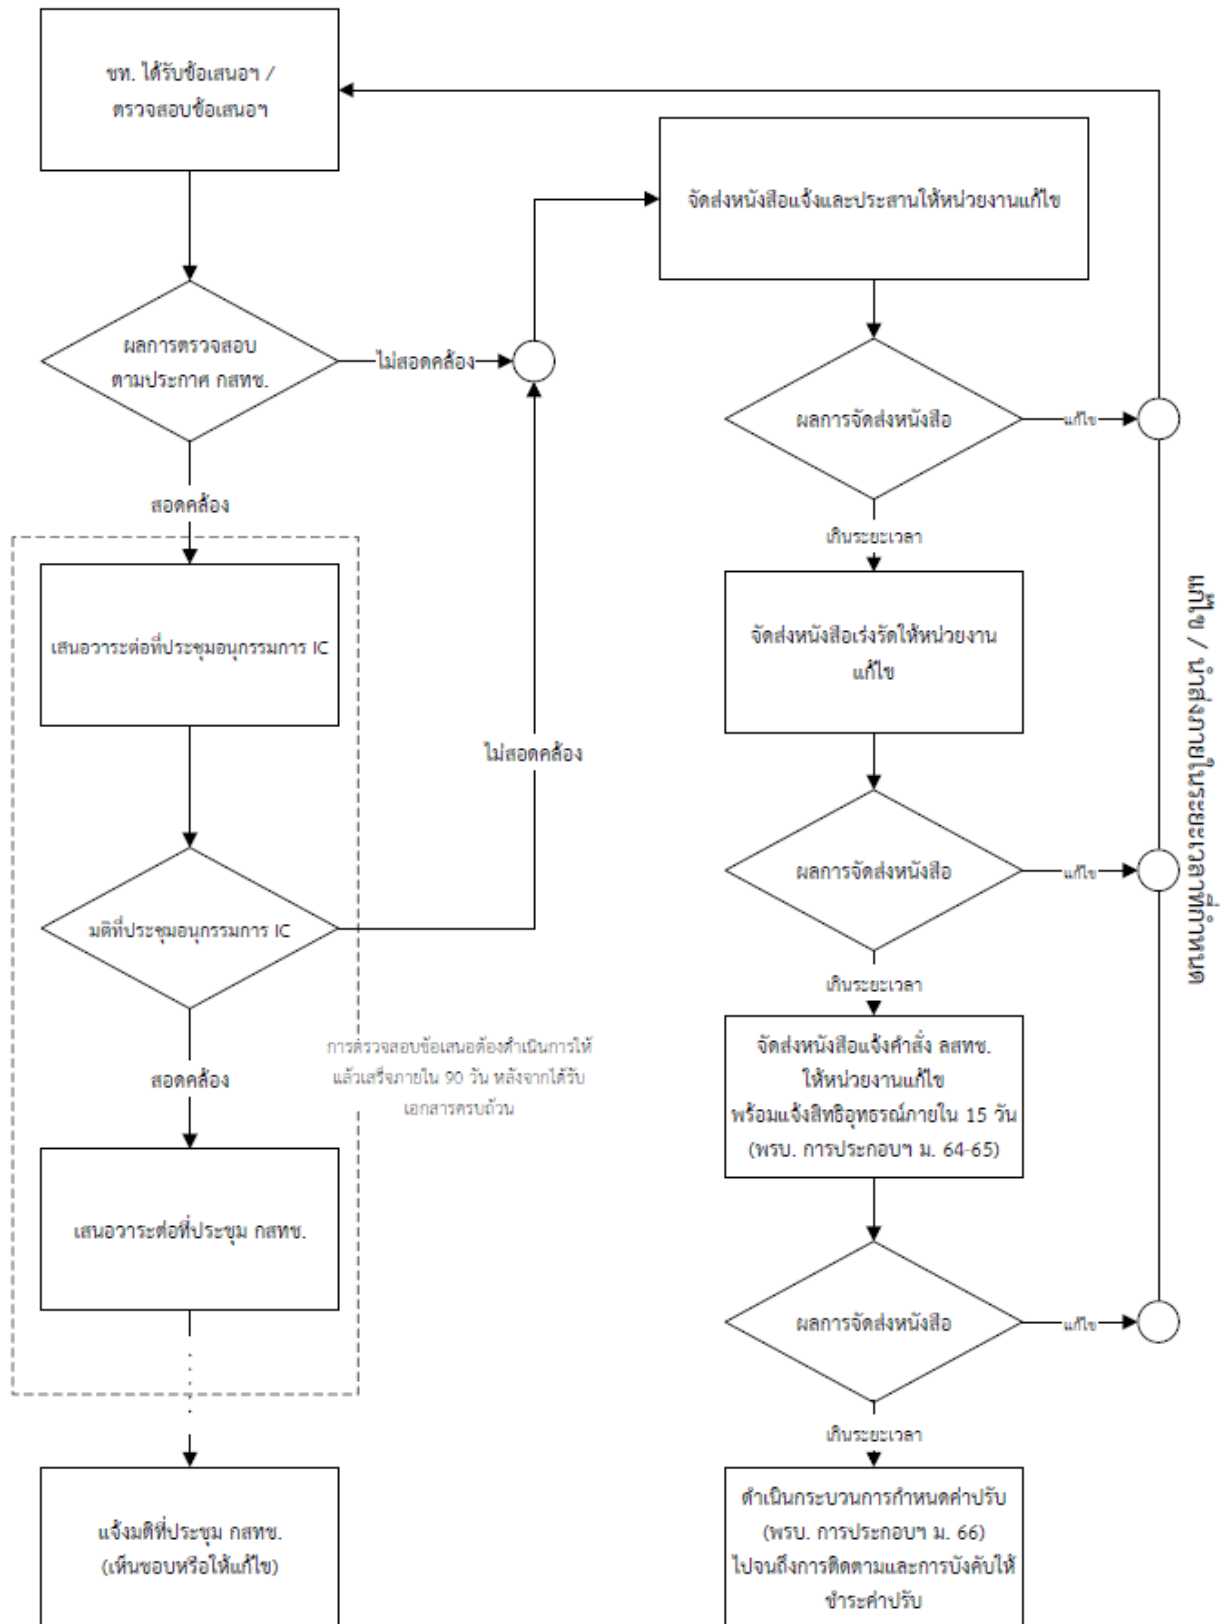 ชท. ได้รับข้อเสนอฯ /
ตรวจสอบข้อเสนอฯ
ผลการตรวจสอบ
ตามประกาศ กสทช.
ไม่สอดคล้อง
สอดคล้อง
เสนอวาระต่อที่ประชุมอนุกรรมการ IC
มติที่ประชุมอนุกรรมการ IC
ไม่สอดคล้อง
สอดคล้อง
การตรวจสอบข้อเสนอต้องดำเนินการให้
แล้วเสร็จภายใน 90 วัน หลังจากได้รับ
เอกสารครบถ้วน
เสนอวาระต่อที่ประชุม กสทช.
แจ้งมติที่ประชุม กสทช.
(เห็นชอบหรือให้แก้ไข)
จัดส่งหนังสือแจ้งและประสานให้หน่วยงานแก้ไข
ผลการจัดส่งหนังสือ
แก้ไข
เกินระยะเวลา
จัดส่งหนังสือเร่งรัดให้หน่วยงาน
แก้ไข
ผลการจัดส่งหนังสือ
แก้ไข
เกินระยะเวลา
จัดส่งหนังสือแจ้งคำสั่ง ลสทช.
ให้หน่วยงานแก้ไข
พร้อมแจ้งสิทธิอุทธรณ์ภายใน 15 วัน
(พรบ. การประกอบฯ ม. 64-65)
ผลการจัดส่งหนังสือ
แก้ไข
เกินระยะเวลา
ดำเนินกระบวนการกำหนดค่าปรับ
(พรบ. การประกอบฯ ม. 66)
ไปจนถึงการติดตามและการบังคับให้
ชำระค่าปรับ
แก้ไข / นำส่งภายในระยะเวลาที่กำหนด